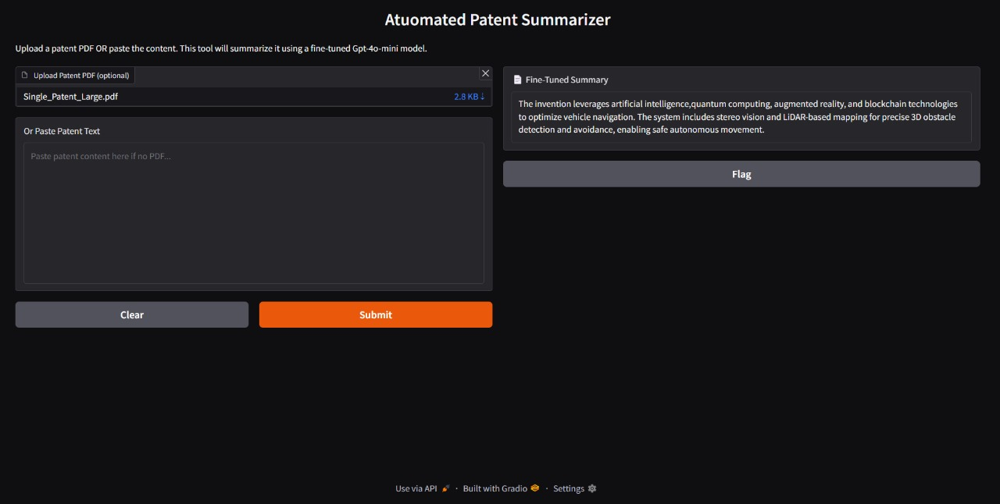 Atuomated Patent Summarizer
Upload a patent PDF OR paste the content. This tool will summarize it using a fine-tuned Gpt-4o-mini model.
Upload Patent PDF (optional)
Single_Patent_Large.pdf 2.8 KB ↓
Or Paste Patent Text
Paste patent content here if no PDF...
Clear
Submit
Fine-Tuned Summary
The invention leverages artificial intelligence,quantum computing, augmented reality, and blockchain technologies
to optimize vehicle navigation. The system includes stereo vision and LiDAR-based mapping for precise 3D obstacle
detection and avoidance, enabling safe autonomous movement.
Flag
Use via API · Built with Gradio · Settings